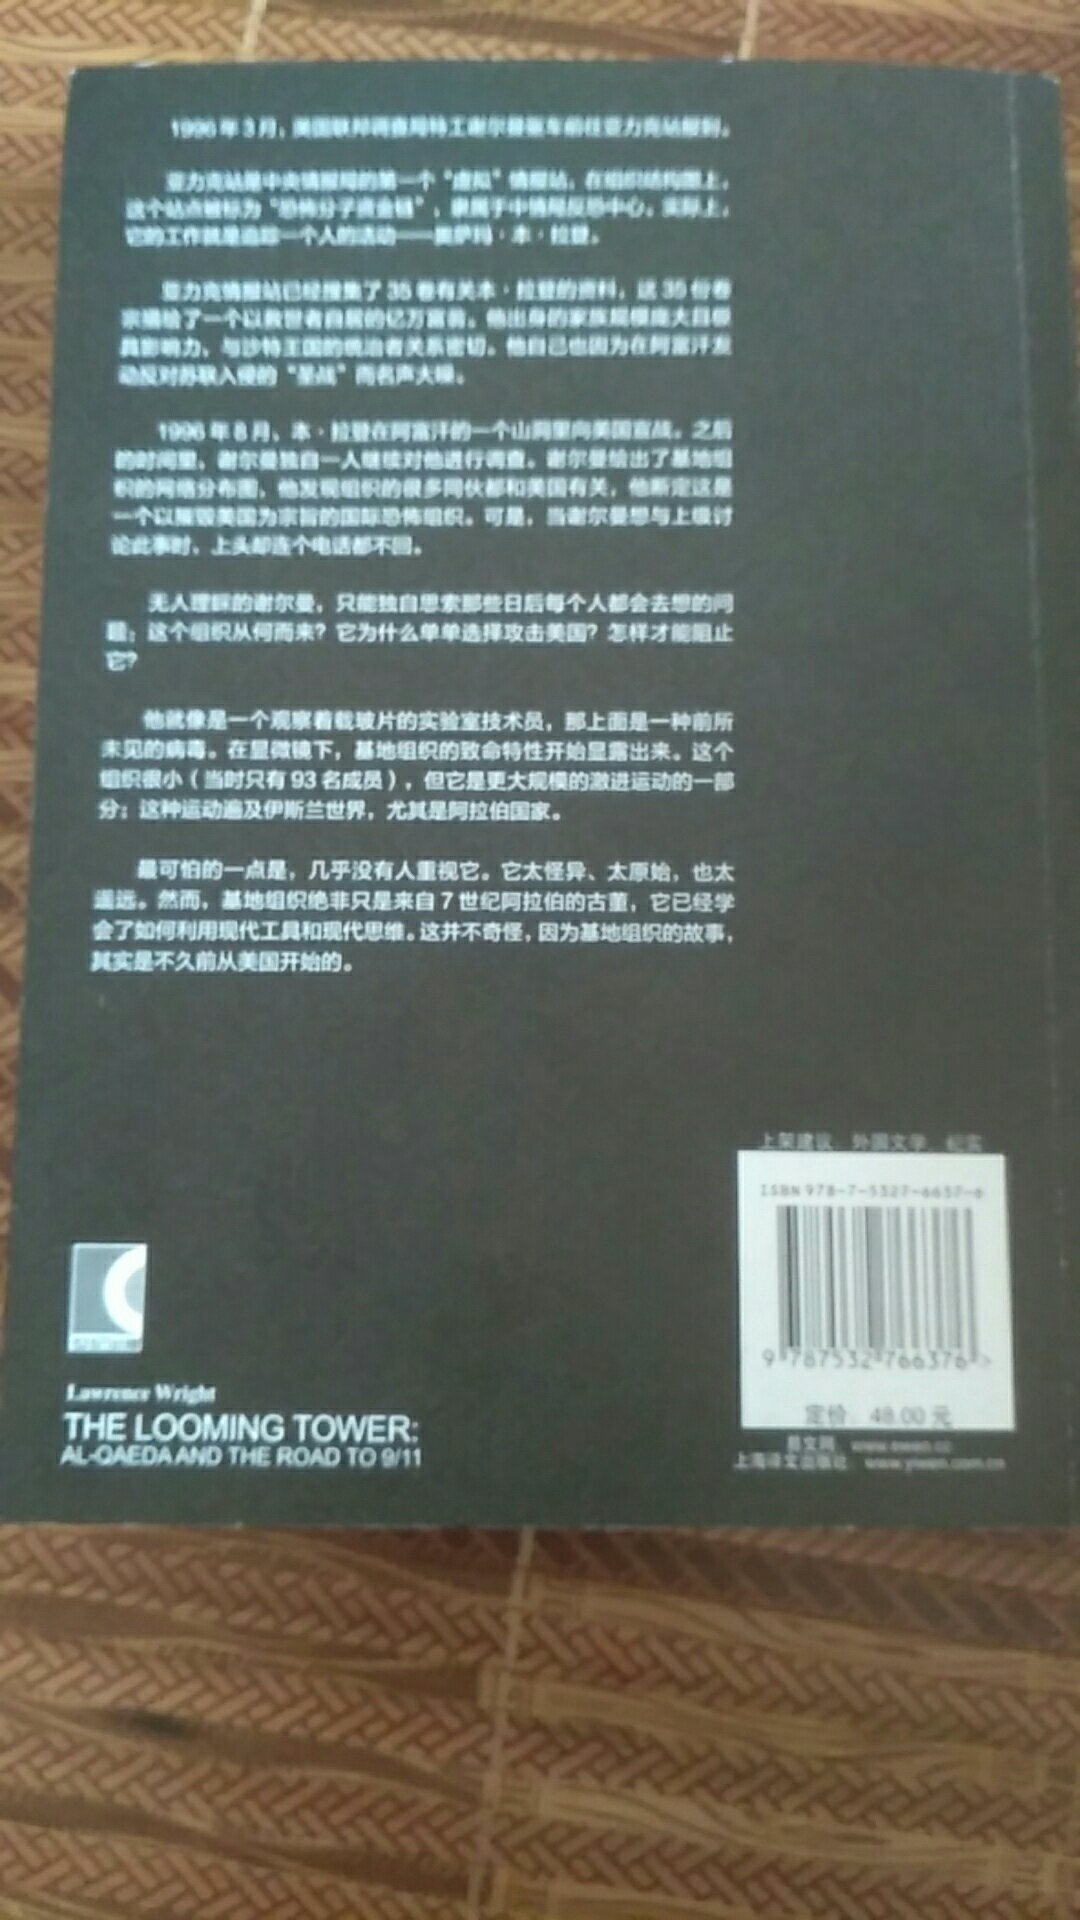 1996年3月，美国联邦调查局特工谢尔曼驱车前往亚力克站报到。
亚力克站是中央情报局的第一个“虚拟”情报站，在组织结构图上，
这个站点被标为“恐怖分子资金链”，隶属于中情局反恐中心。实际上，
它的工作就是追踪一个人的活动——奥萨玛·本·拉登。
亚力克情报站已经搜集了35卷有关本·拉登的资料，这35份卷
宗描绘了一个以救世者自居的亿万富翁。他出身的家族规模庞大且极
具影响力，与沙特王国的统治者关系密切。他自己也因为在阿富汗发
动反对苏联入侵的“圣战”而名声大噪。
1996年8月，本·拉登在阿富汗的一个山洞里向美国宣战。之后
的时间里，谢尔曼独自一人继续对他进行调查。谢尔曼绘出了基地组
织的网络分布图，他发现组织的很多同伙都和美国有关，他断定这是
一个以摧毁美国为宗旨的国际恐怖组织。可是，当谢尔曼想与上级讨
论此事时，上头却连个电话都不回。
无人理睬的谢尔曼，只能独自思索那些日后每个人都会去想的问
题：这个组织从何而来？它为什么单单选择攻击美国？怎样才能阻止
它？
他就像是一个观察着载玻片的实验室技术员，那上面是一种前所
未见的病毒。在显微镜下，基地组织的致命特性开始显露出来。这个
组织很小（当时只有93名成员），但它是更大规模的激进运动的一部
分；这种运动遍及伊斯兰世界，尤其是阿拉伯国家。
最可怕的一点是，几乎没有人重视它。它太怪异、太原始，也太
遥远。然而，基地组织绝非只是来自7世纪阿拉伯的古董，它已经学
会了如何利用现代工具和现代思维。这并不奇怪，因为基地组织的故事，
其实是不久前从美国开始的。
上架建议 外国文学 纪实
ISBN 978-7-5327-6637-6
9 787532 766376 >
定价：48.00元
易文网：www.ewen.cc
上海译文出版社：www.yiwen.com.cn
Lawrence Wright
THE LOOMING TOWER:
AL-QAEDA AND THE ROAD TO 9/11